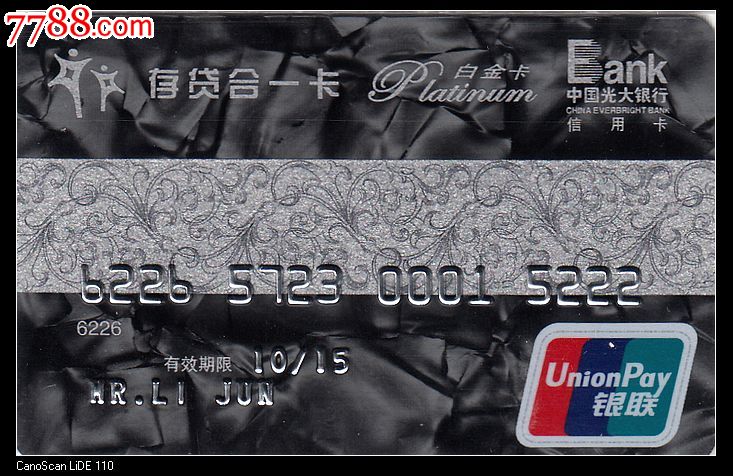 7788.com
存贷合一卡
白金卡
Platinum
Bank
中国光大银行
CHINA EVERBRIGHT BANK
信用卡
6226 5723 0001 5222
6226
有效期限 10/15
MR.LI JUN
UnionPay
银联
CanoScan LiDE 110